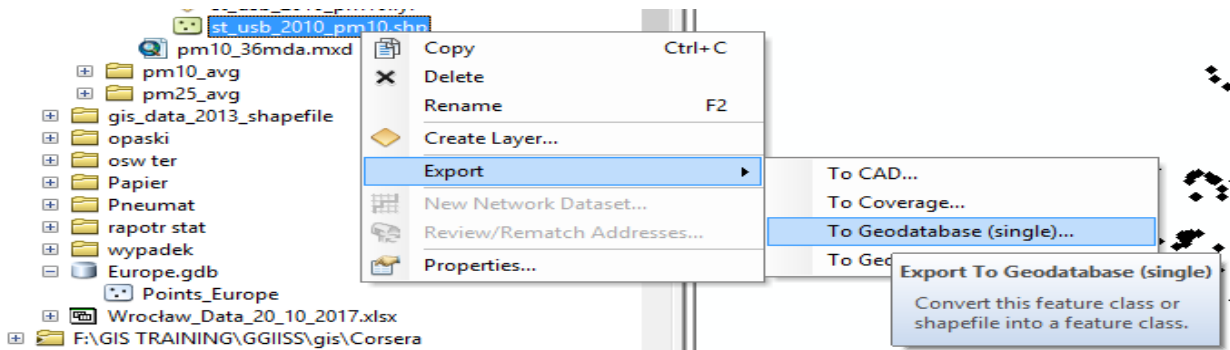 st_usb_2010_pm10.shp
pm10_36mda.mxd
pm10_avg
pm25_avg
gis_data_2013_shapefile
opaski
osw ter
Papier
Pneumat
rapotr stat
wypadek
Europe.gdb
Points_Europe
Wrocław_Data_20_10_2017.xlsx
F:\GIS TRAINING\GGIISS\gis\Corsera
Copy Ctrl+C
Delete
Rename F2
Create Layer...
Export
New Network Dataset...
Review/Rematch Addresses...
Properties...
To CAD...
To Coverage...
To Geodatabase (single)...
To Geo
Export To Geodatabase (single)
Convert this feature class or
shapefile into a feature class.